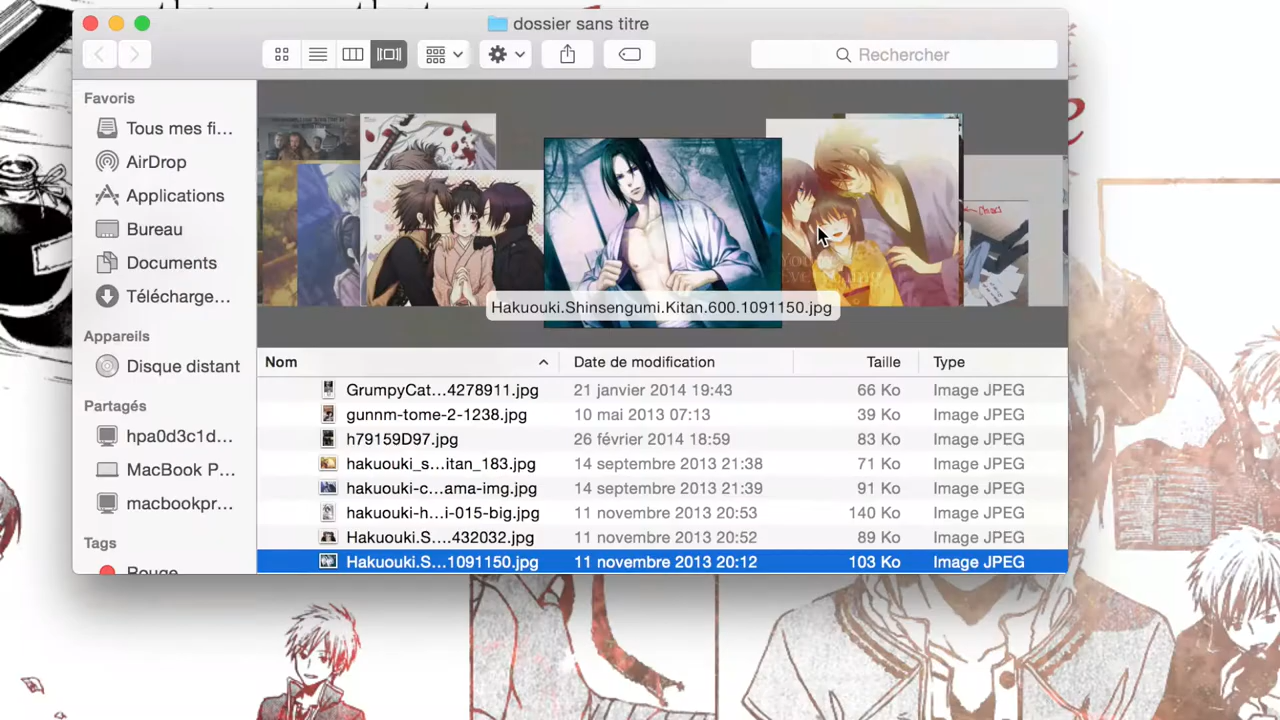 dossier sans titre
Rechercher
Favoris
Tous mes fi...
AirDrop
Applications
Bureau
Documents
Télécharge...
Appareils
Disque distant
Partagés
hpa0d3c1d...
MacBook P...
macbookpr...
Tags
Rouge
Hakuouki.Shinsengumi.Kitan.600.1091150.jpg
Nom Date de modification Taille Type
GrumpyCat...4278911.jpg 21 janvier 2014 19:43 66 Ko Image JPEG
gunnm-tome-2-1238.jpg 10 mai 2013 07:13 39 Ko Image JPEG
h79159D97.jpg 26 février 2014 18:59 83 Ko Image JPEG
hakuouki_s...itan_183.jpg 14 septembre 2013 21:38 71 Ko Image JPEG
hakuouki-c...ama-img.jpg 14 septembre 2013 21:39 91 Ko Image JPEG
hakuouki-h...i-015-big.jpg 11 novembre 2013 20:53 140 Ko Image JPEG
Hakuouki.S...432032.jpg 11 novembre 2013 20:52 89 Ko Image JPEG
Hakuouki.S...1091150.jpg 11 novembre 2013 20:12 103 Ko Image JPEG